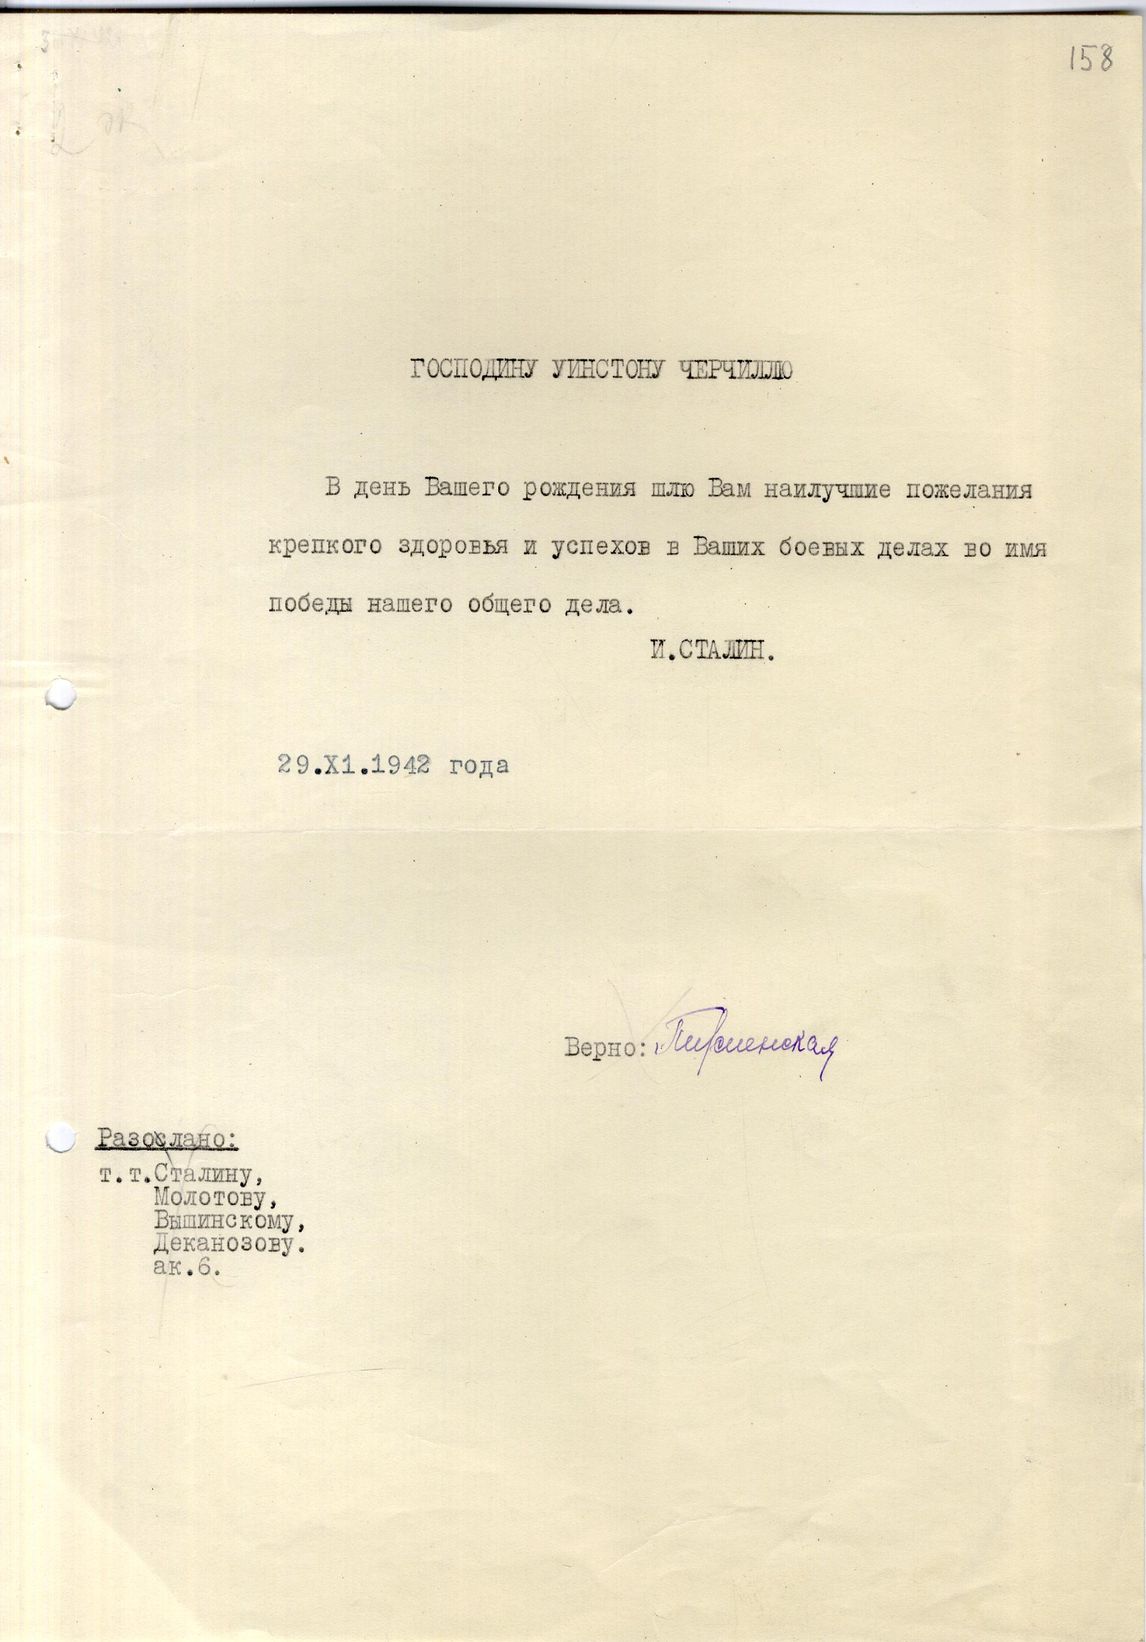 158
ГОСПОДИНУ УИНСТОНУ ЧЕРЧИЛЛЮ
В день Вашего рождения шлю Вам наилучшие пожелания
крепкого здоровья и успехов в Ваших боевых делах во имя
победы нашего общего дела.
И.СТАЛИН.
29.XI.1942 года
Верно:
Разослано:
т.т.Сталину,
Молотову,
Вышинскому,
Деканозову.
ак.6.